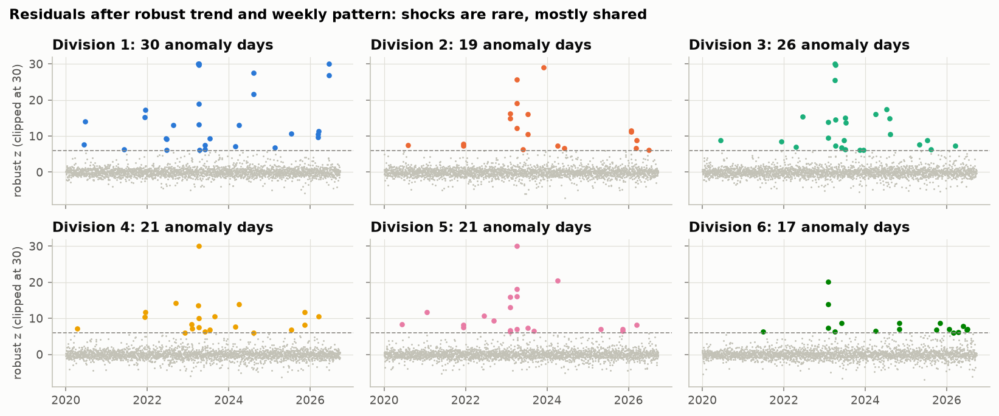 Residuals after robust trend and weekly pattern: shocks are rare, mostly shared
Division 1: 30 anomaly days
Division 2: 19 anomaly days
Division 3: 26 anomaly days
robust z (clipped at 30)
30
20
10
0
Division 4: 21 anomaly days
Division 5: 21 anomaly days
Division 6: 17 anomaly days
robust z (clipped at 30)
30
20
10
0
2020 2022 2024 2026
2020 2022 2024 2026
2020 2022 2024 2026